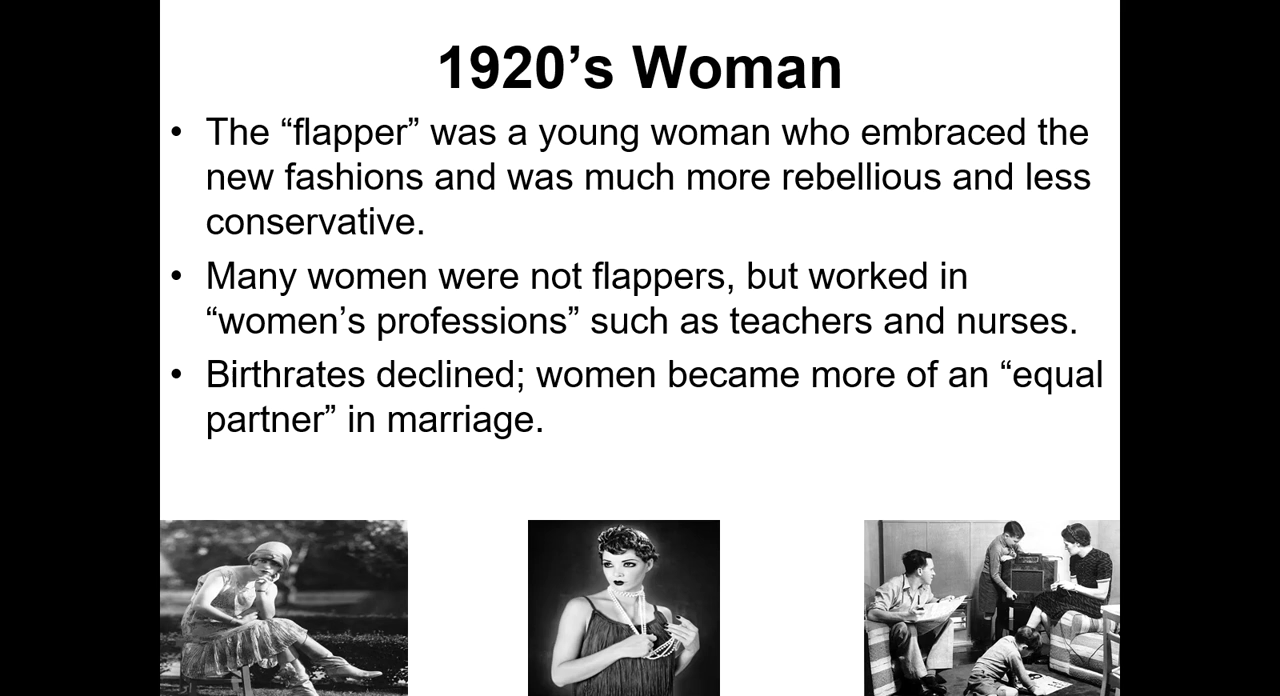 1920’s Woman
• The “flapper” was a young woman who embraced the
new fashions and was much more rebellious and less
conservative.
• Many women were not flappers, but worked in
“women’s professions” such as teachers and nurses.
• Birthrates declined; women became more of an “equal
partner” in marriage.